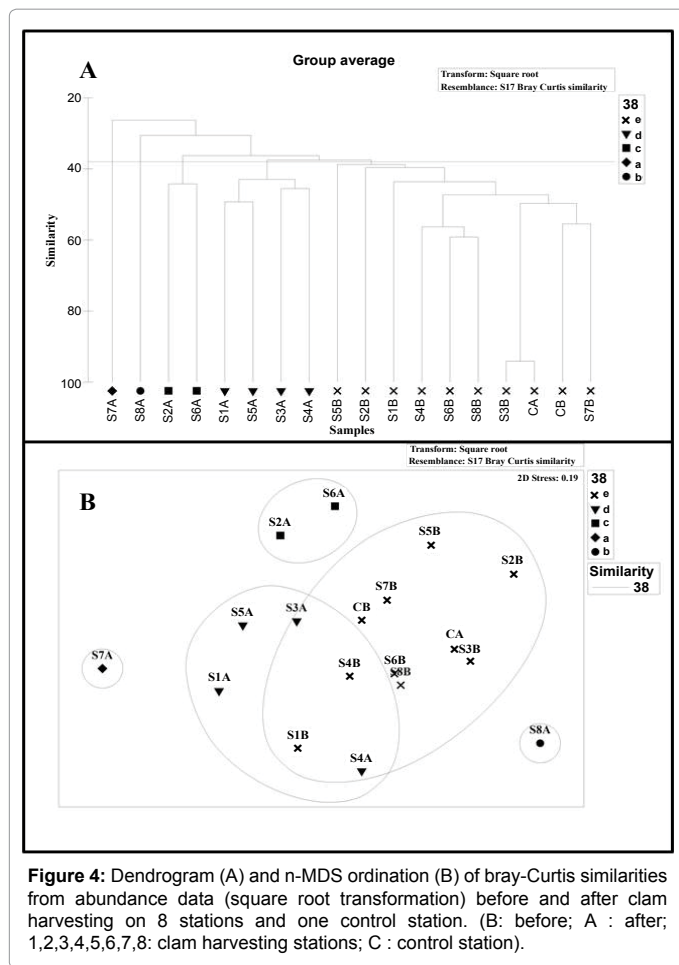 A
Group average
Transform: Square root
Resemblance: S17 Bray Curtis similarity
38
e
d
c
a
b
Similarity
20
40
60
80
100
S7A
S8A
S2A
S6A
S1A
S5A
S3A
S4A
S5B
S2B
S1B
S4B
S6B
S8B
S3B
CA
CB
S7B
Samples
Transform: Square root
Resemblance: S17 Bray Curtis similarity
2D Stress: 0.19
B
38
e
d
c
a
b
Similarity
38
S6A
S2A
S5B
S2B
S7B
S5A
S3A
CB
CA
S3B
S7A
S4B
S6B
S8B
S1A
S1B
S4A
S8A
Figure 4: Dendrogram (A) and n-MDS ordination (B) of bray-Curtis similarities
from abundance data (square root transformation) before and after clam
harvesting on 8 stations and one control station. (B: before; A : after;
1,2,3,4,5,6,7,8: clam harvesting stations; C : control station).